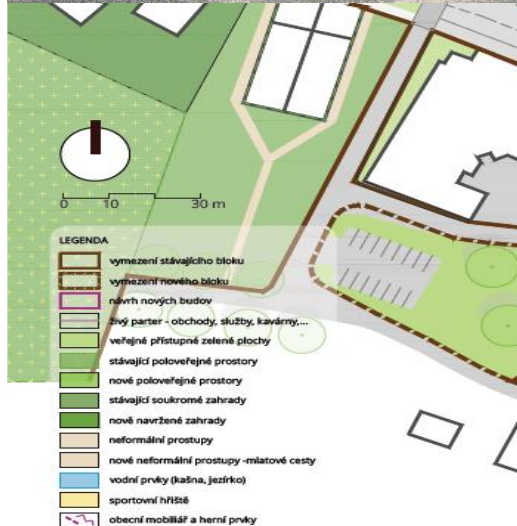 0 10 30 m
LEGENDA
vymezení stávajícího bloku
vymezení nového bloku
návrh nových budov
živý parter - obchody, služby, kavárny,...
veřejné přístupné zelené plochy
stávající poloveřejné prostory
nové poloveřejné prostory
stávající soukromé zahrady
nově navržené zahrady
neformální prostupy
nové neformální prostupy -mlatové cesty
vodní prvky (kašna, jezírko)
sportovní hřiště
obecní mobiliář a herní prvky